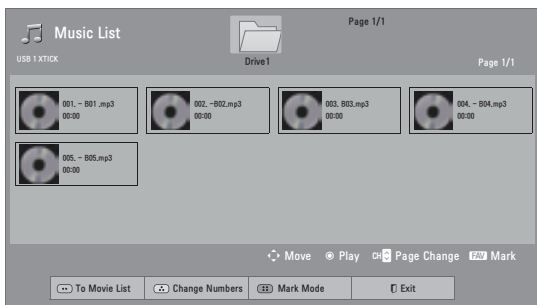 Music List
Page 1/1
USB 1 XTICK
Drive1
Page 1/1
001. - B01 .mp3
00:00
002. -B02.mp3
00:00
003. B03.mp3
00:00
004. - B04.mp3
00:00
005. - B05.mp3
00:00
Move
Play
CH Page Change
FAV Mark
To Movie List
Change Numbers
Mark Mode
Exit